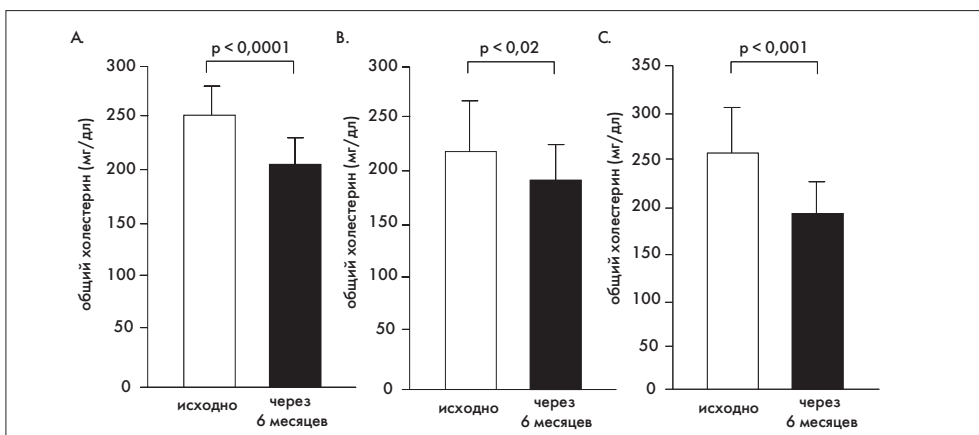 A.
p < 0,0001
общий холестерин (мг/дл)
300
250
200
150
100
50
0
исходно
через
6 месяцев
B.
p < 0,02
общий холестерин (мг/дл)
300
250
200
150
100
50
0
исходно
через
6 месяцев
C.
p < 0,001
общий холестерин (мг/дл)
350
300
250
200
150
100
50
0
исходно
через
6 месяцев